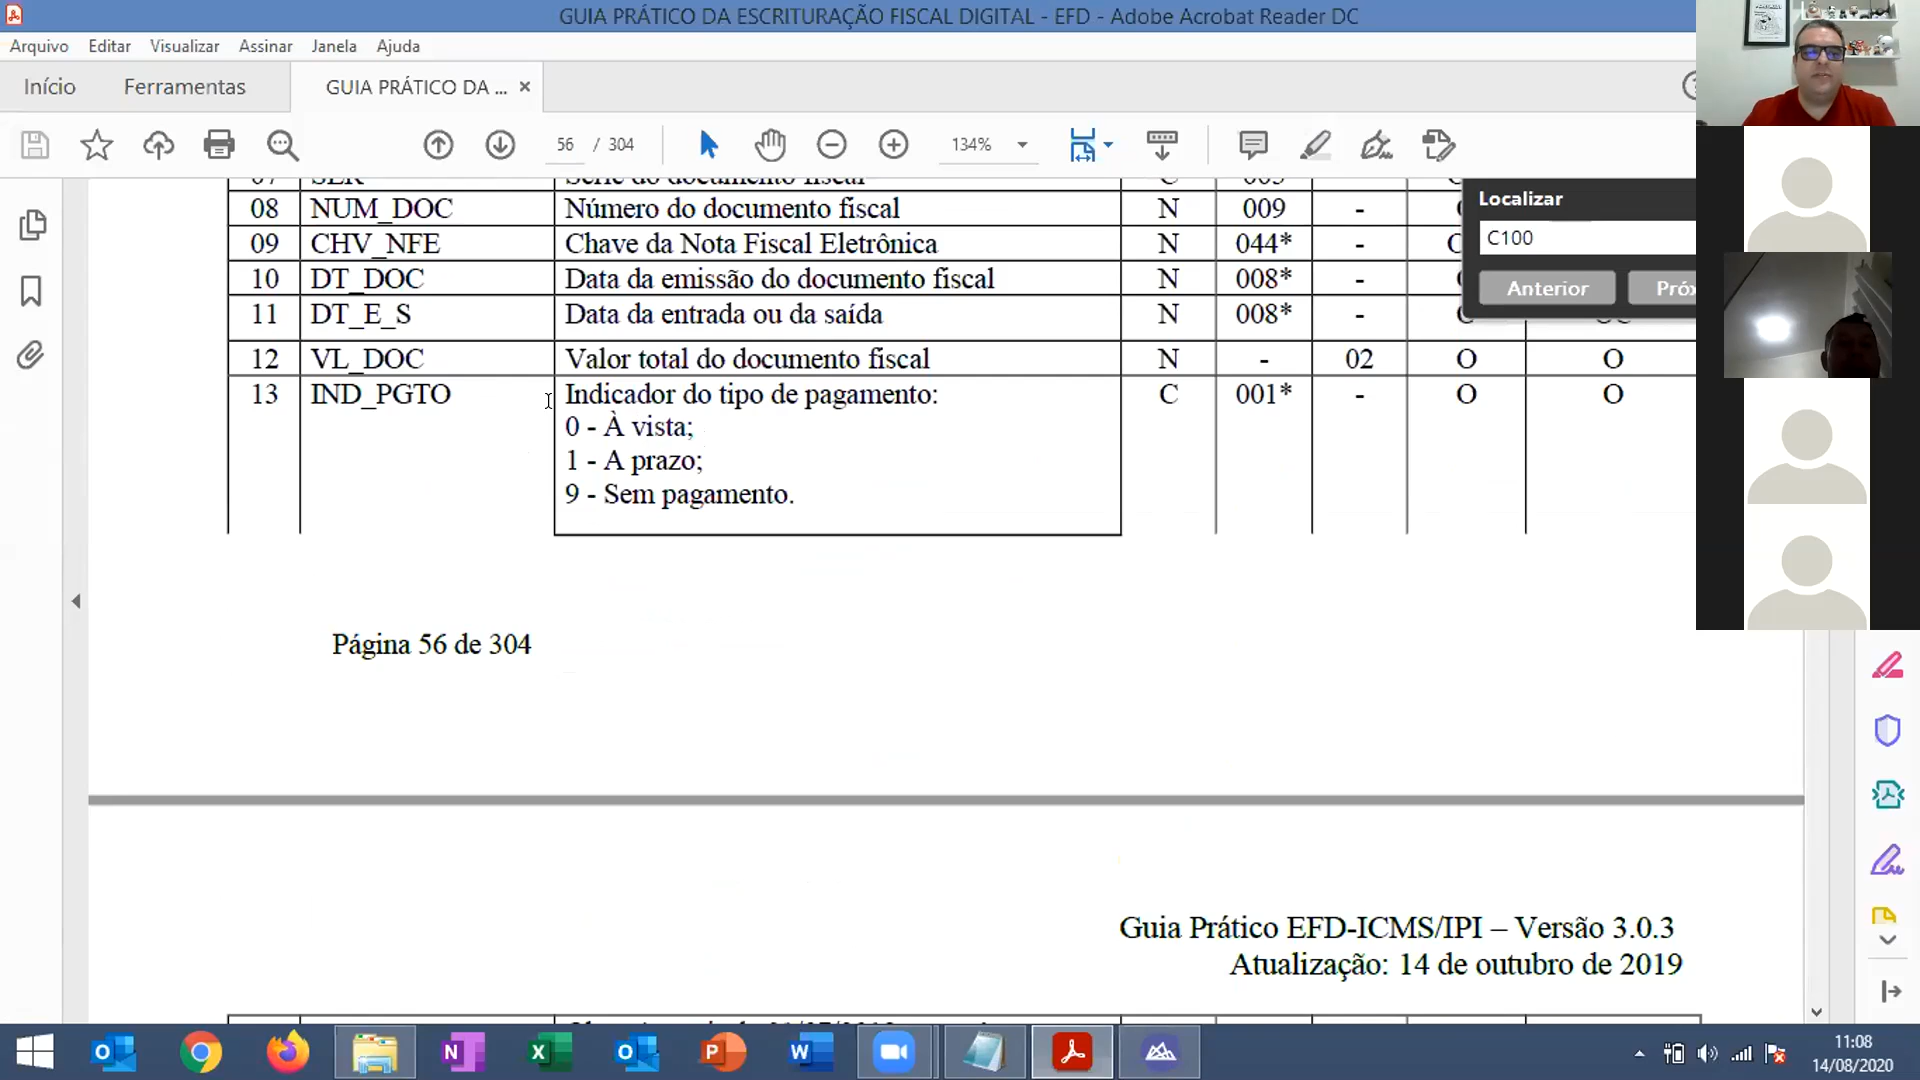 GUIA PRÁTICO DA ESCRITURAÇÃO FISCAL DIGITAL - EFD - Adobe Acrobat Reader DC
Arquivo Editar Visualizar Assinar Janela Ajuda
Início Ferramentas GUIA PRÁTICO DA ... ×
56 / 304 134%
Localizar
C100
Anterior Próx
Série do documento fiscal
08 NUM_DOC Número do documento fiscal N 009 -
09 CHV_NFE Chave da Nota Fiscal Eletrônica N 044* -
10 DT_DOC Data da emissão do documento fiscal N 008* -
11 DT_E_S Data da entrada ou da saída N 008* -
12 VL_DOC Valor total do documento fiscal N - 02 O O
13 IND_PGTO Indicador do tipo de pagamento: C 001* - O O
0 - À vista;
1 - A prazo;
9 - Sem pagamento.
Página 56 de 304
Guia Prático EFD-ICMS/IPI – Versão 3.0.3
Atualização: 14 de outubro de 2019
11:08
14/08/2020